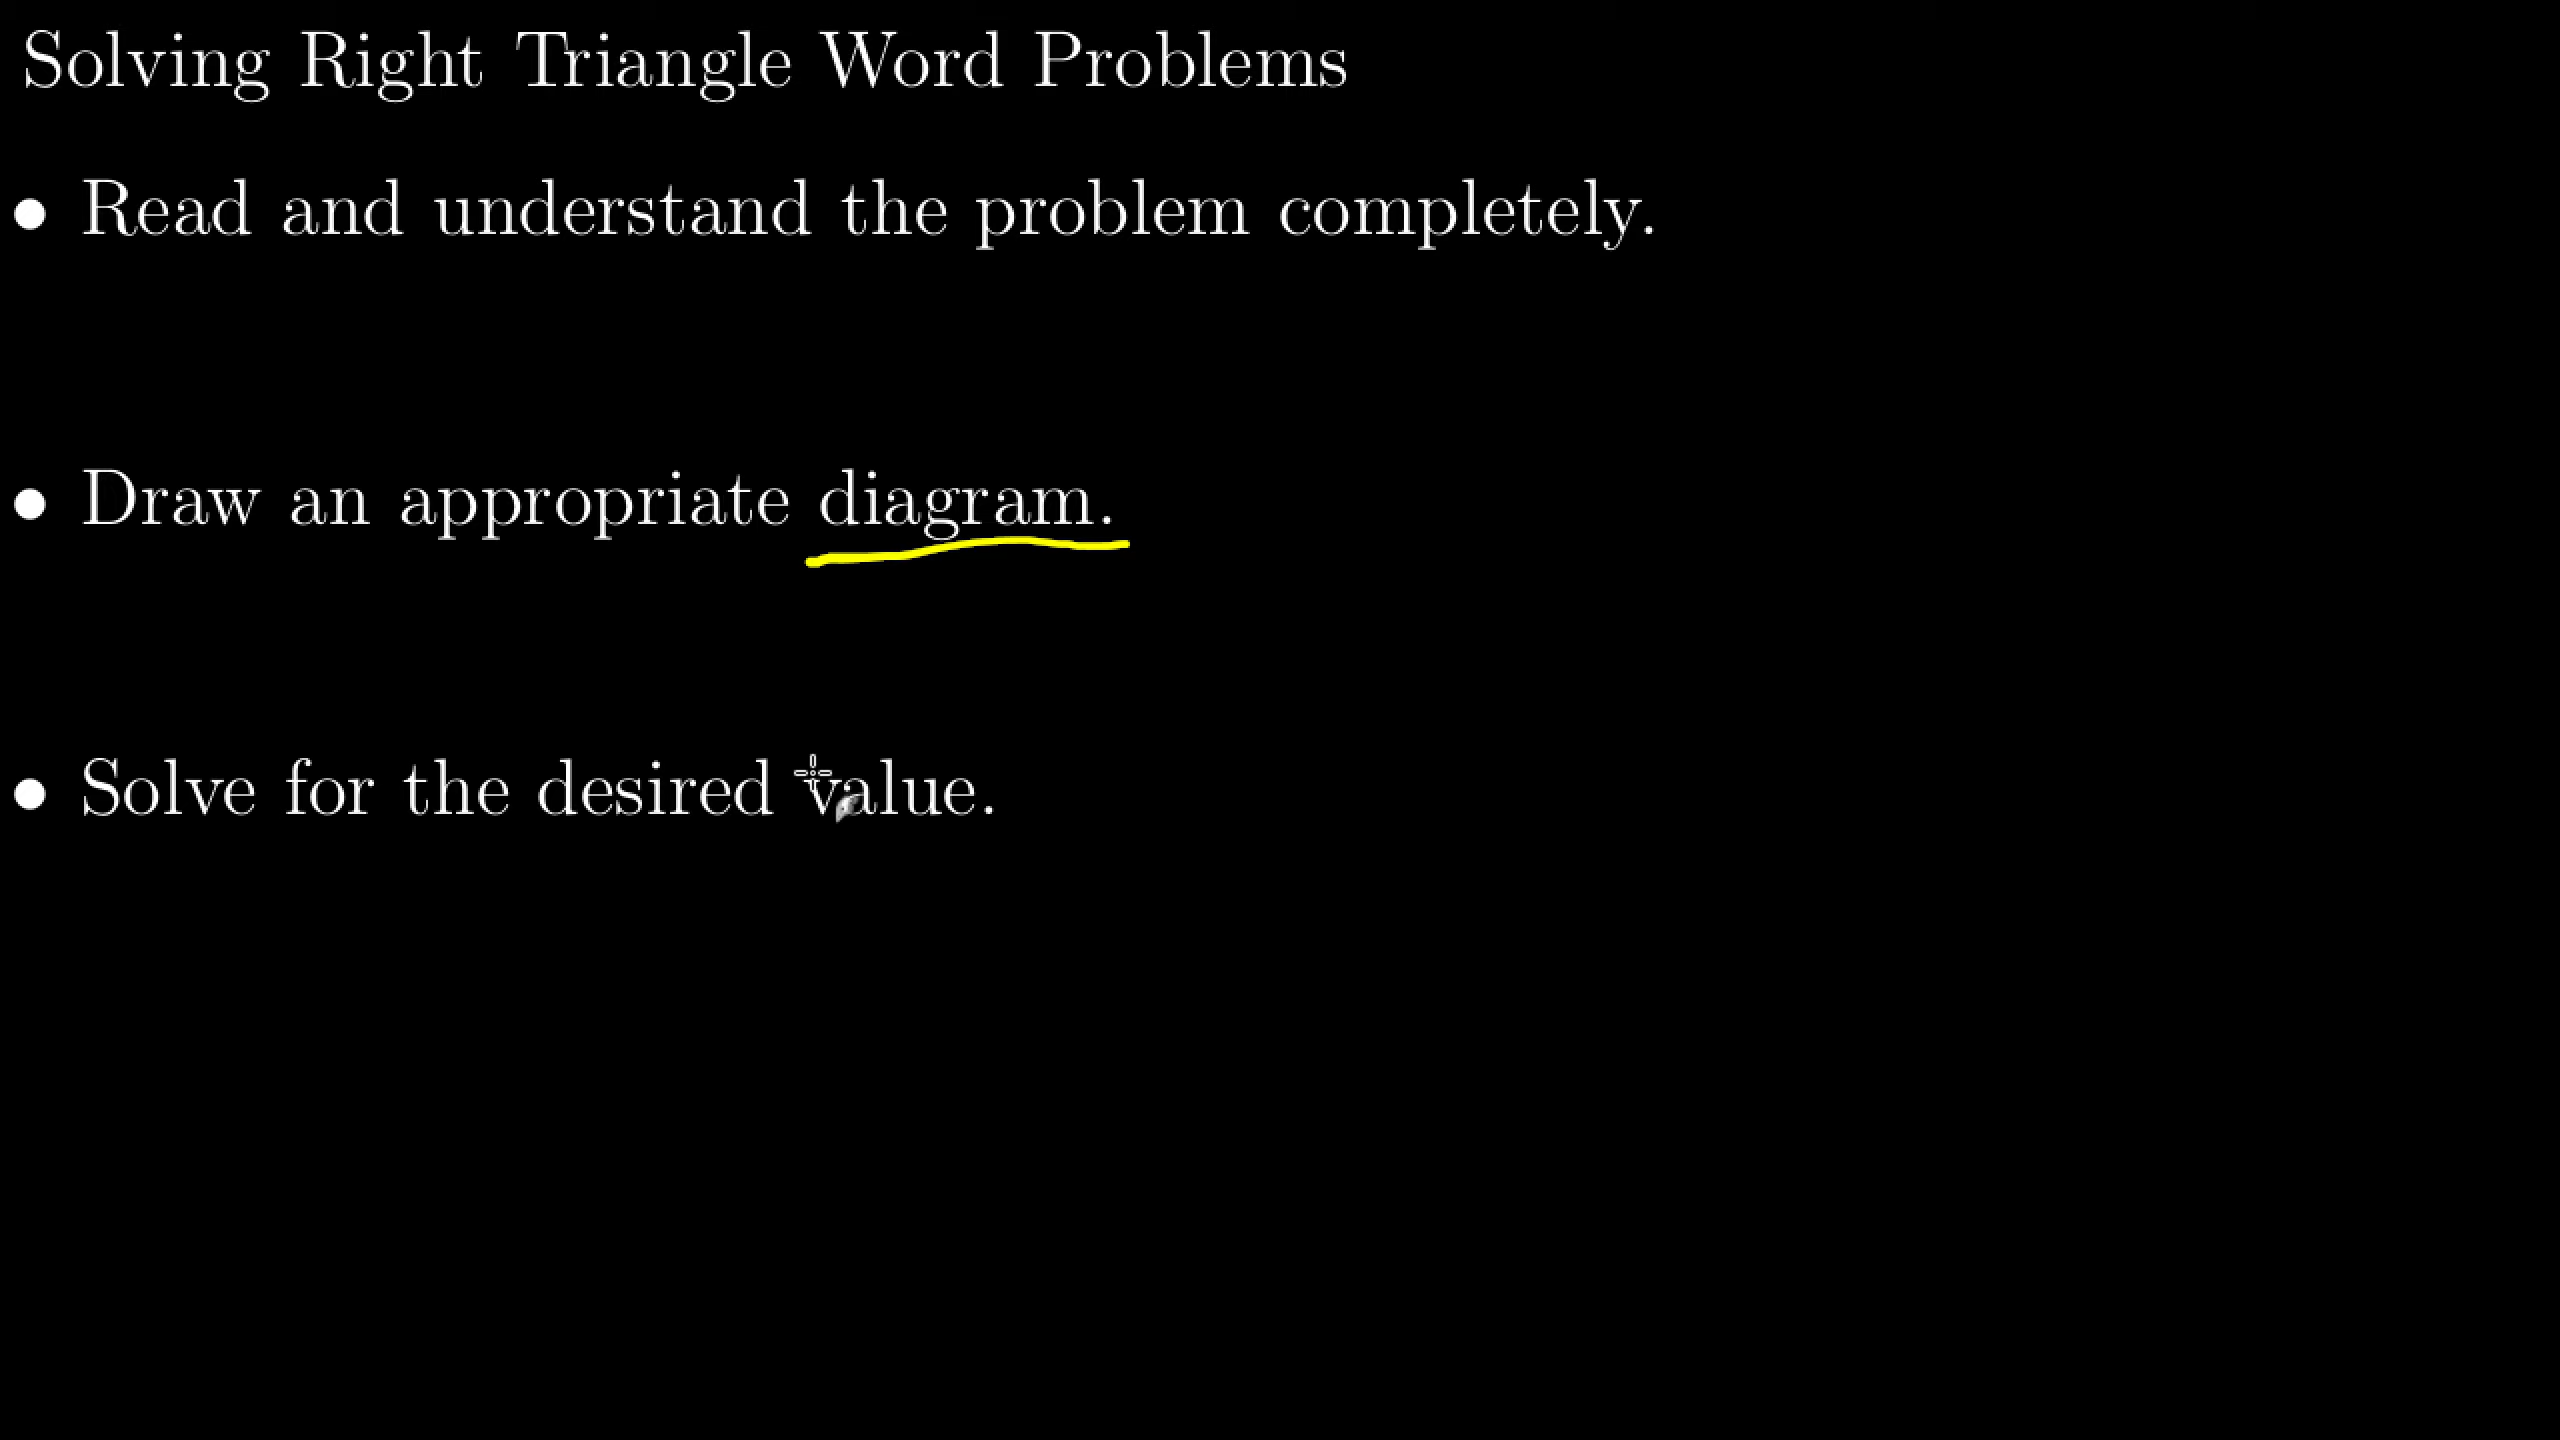 Solving Right Triangle Word Problems
• Read and understand the problem completely.
• Draw an appropriate diagram.
• Solve for the desired value.